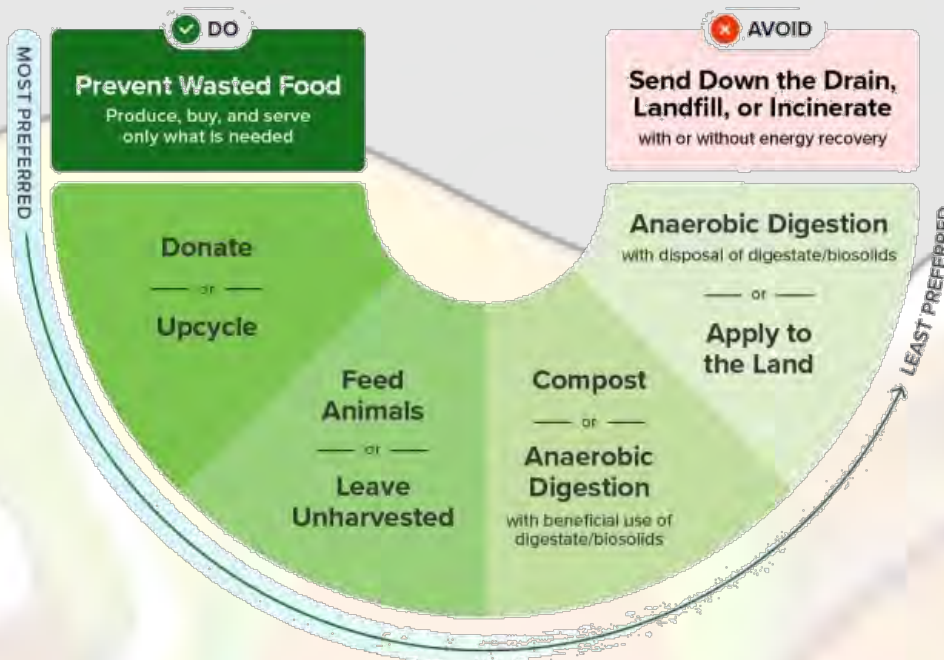 DO
Prevent Wasted Food
Produce, buy, and serve
only what is needed
AVOID
Send Down the Drain,
Landfill, or Incinerate
with or without energy recovery
MOST PREFERRED
Donate
or
Upcycle
Feed
Animals
or
Leave
Unharvested
Compost
or
Anaerobic
Digestion
with beneficial use of
digestate/biosolids
Anaerobic Digestion
with disposal of digestate/biosolids
or
Apply to
the Land
LEAST PREFERRED